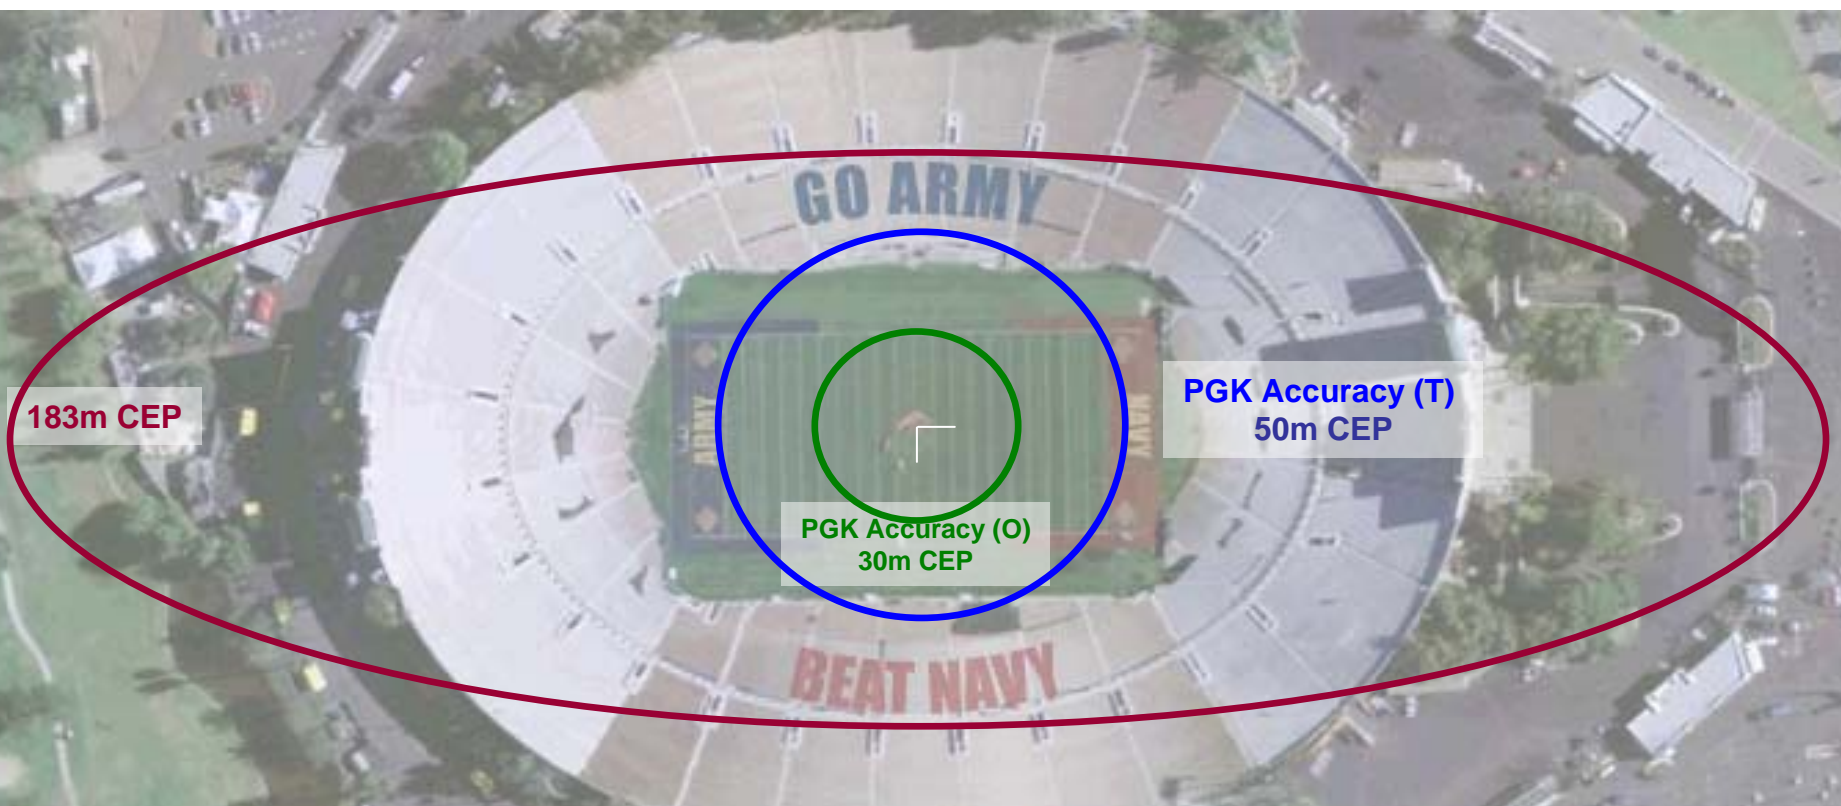 GO ARMY
183m CEP
ARMY
NAVY
PGK Accuracy (T)
50m CEP
PGK Accuracy (O)
30m CEP
BEAT NAVY